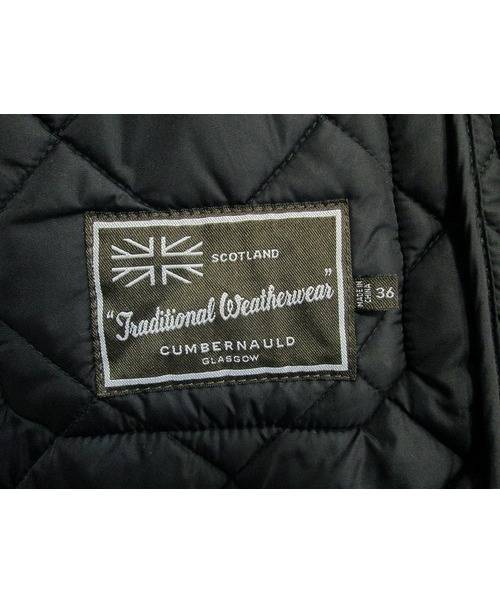 SCOTLAND
"Traditional Weatherwear"
CUMBERNAULD
GLASGOW
MADE IN
CHINA
36